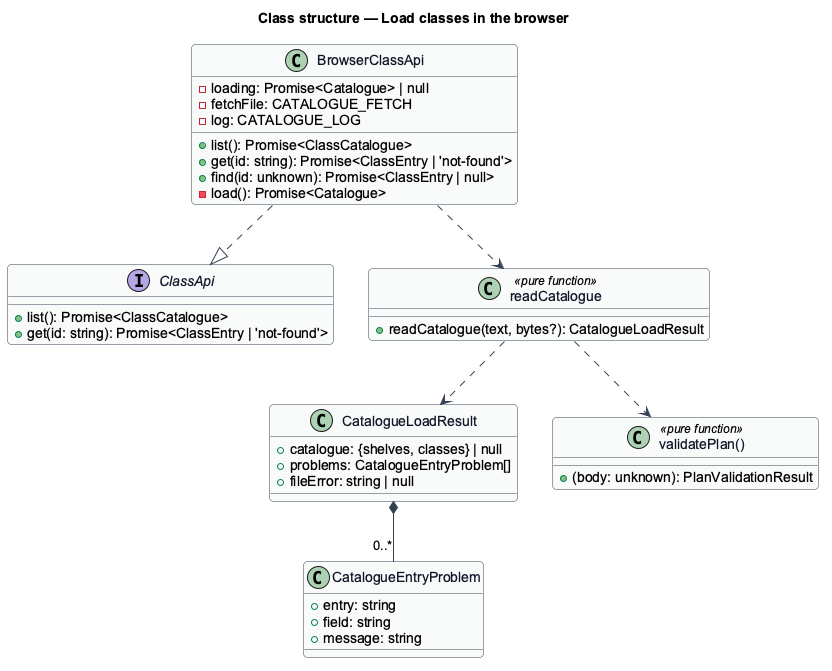 Class structure — Load classes in the browser
C BrowserClassApi
loading: Promise<Catalogue> | null
fetchFile: CATALOGUE_FETCH
log: CATALOGUE_LOG
list(): Promise<ClassCatalogue>
get(id: string): Promise<ClassEntry | 'not-found'>
find(id: unknown): Promise<ClassEntry | null>
load(): Promise<Catalogue>
I ClassApi
list(): Promise<ClassCatalogue>
get(id: string): Promise<ClassEntry | 'not-found'>
C «pure function»
readCatalogue
readCatalogue(text, bytes?): CatalogueLoadResult
C CatalogueLoadResult
catalogue: {shelves, classes} | null
problems: CatalogueEntryProblem[]
fileError: string | null
C «pure function»
validatePlan()
(body: unknown): PlanValidationResult
0..*
C CatalogueEntryProblem
entry: string
field: string
message: string